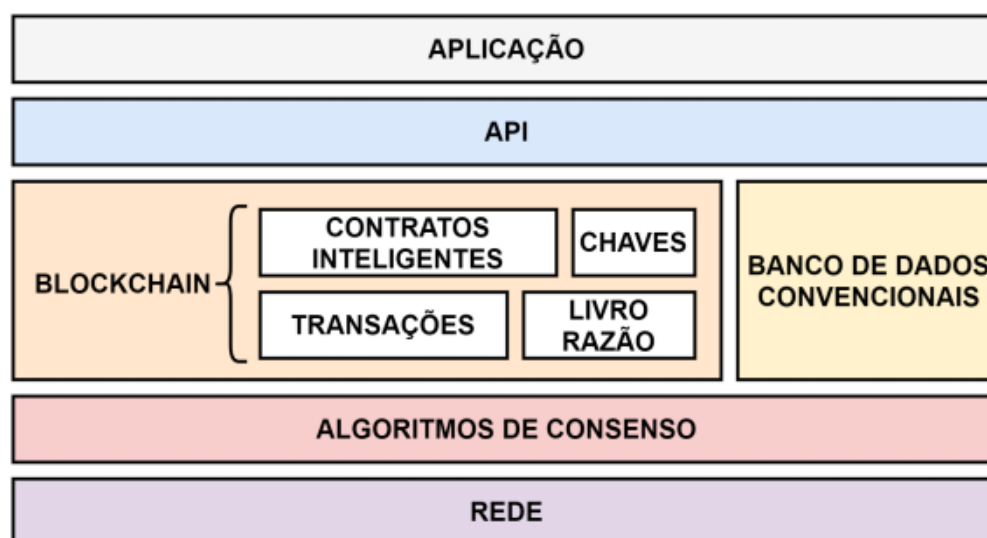 APLICAÇÃO
API
BLOCKCHAIN
CONTRATOS
INTELIGENTES
CHAVES
TRANSAÇÕES
LIVRO
RAZÃO
BANCO DE DADOS
CONVENCIONAIS
ALGORITMOS DE CONSENSO
REDE